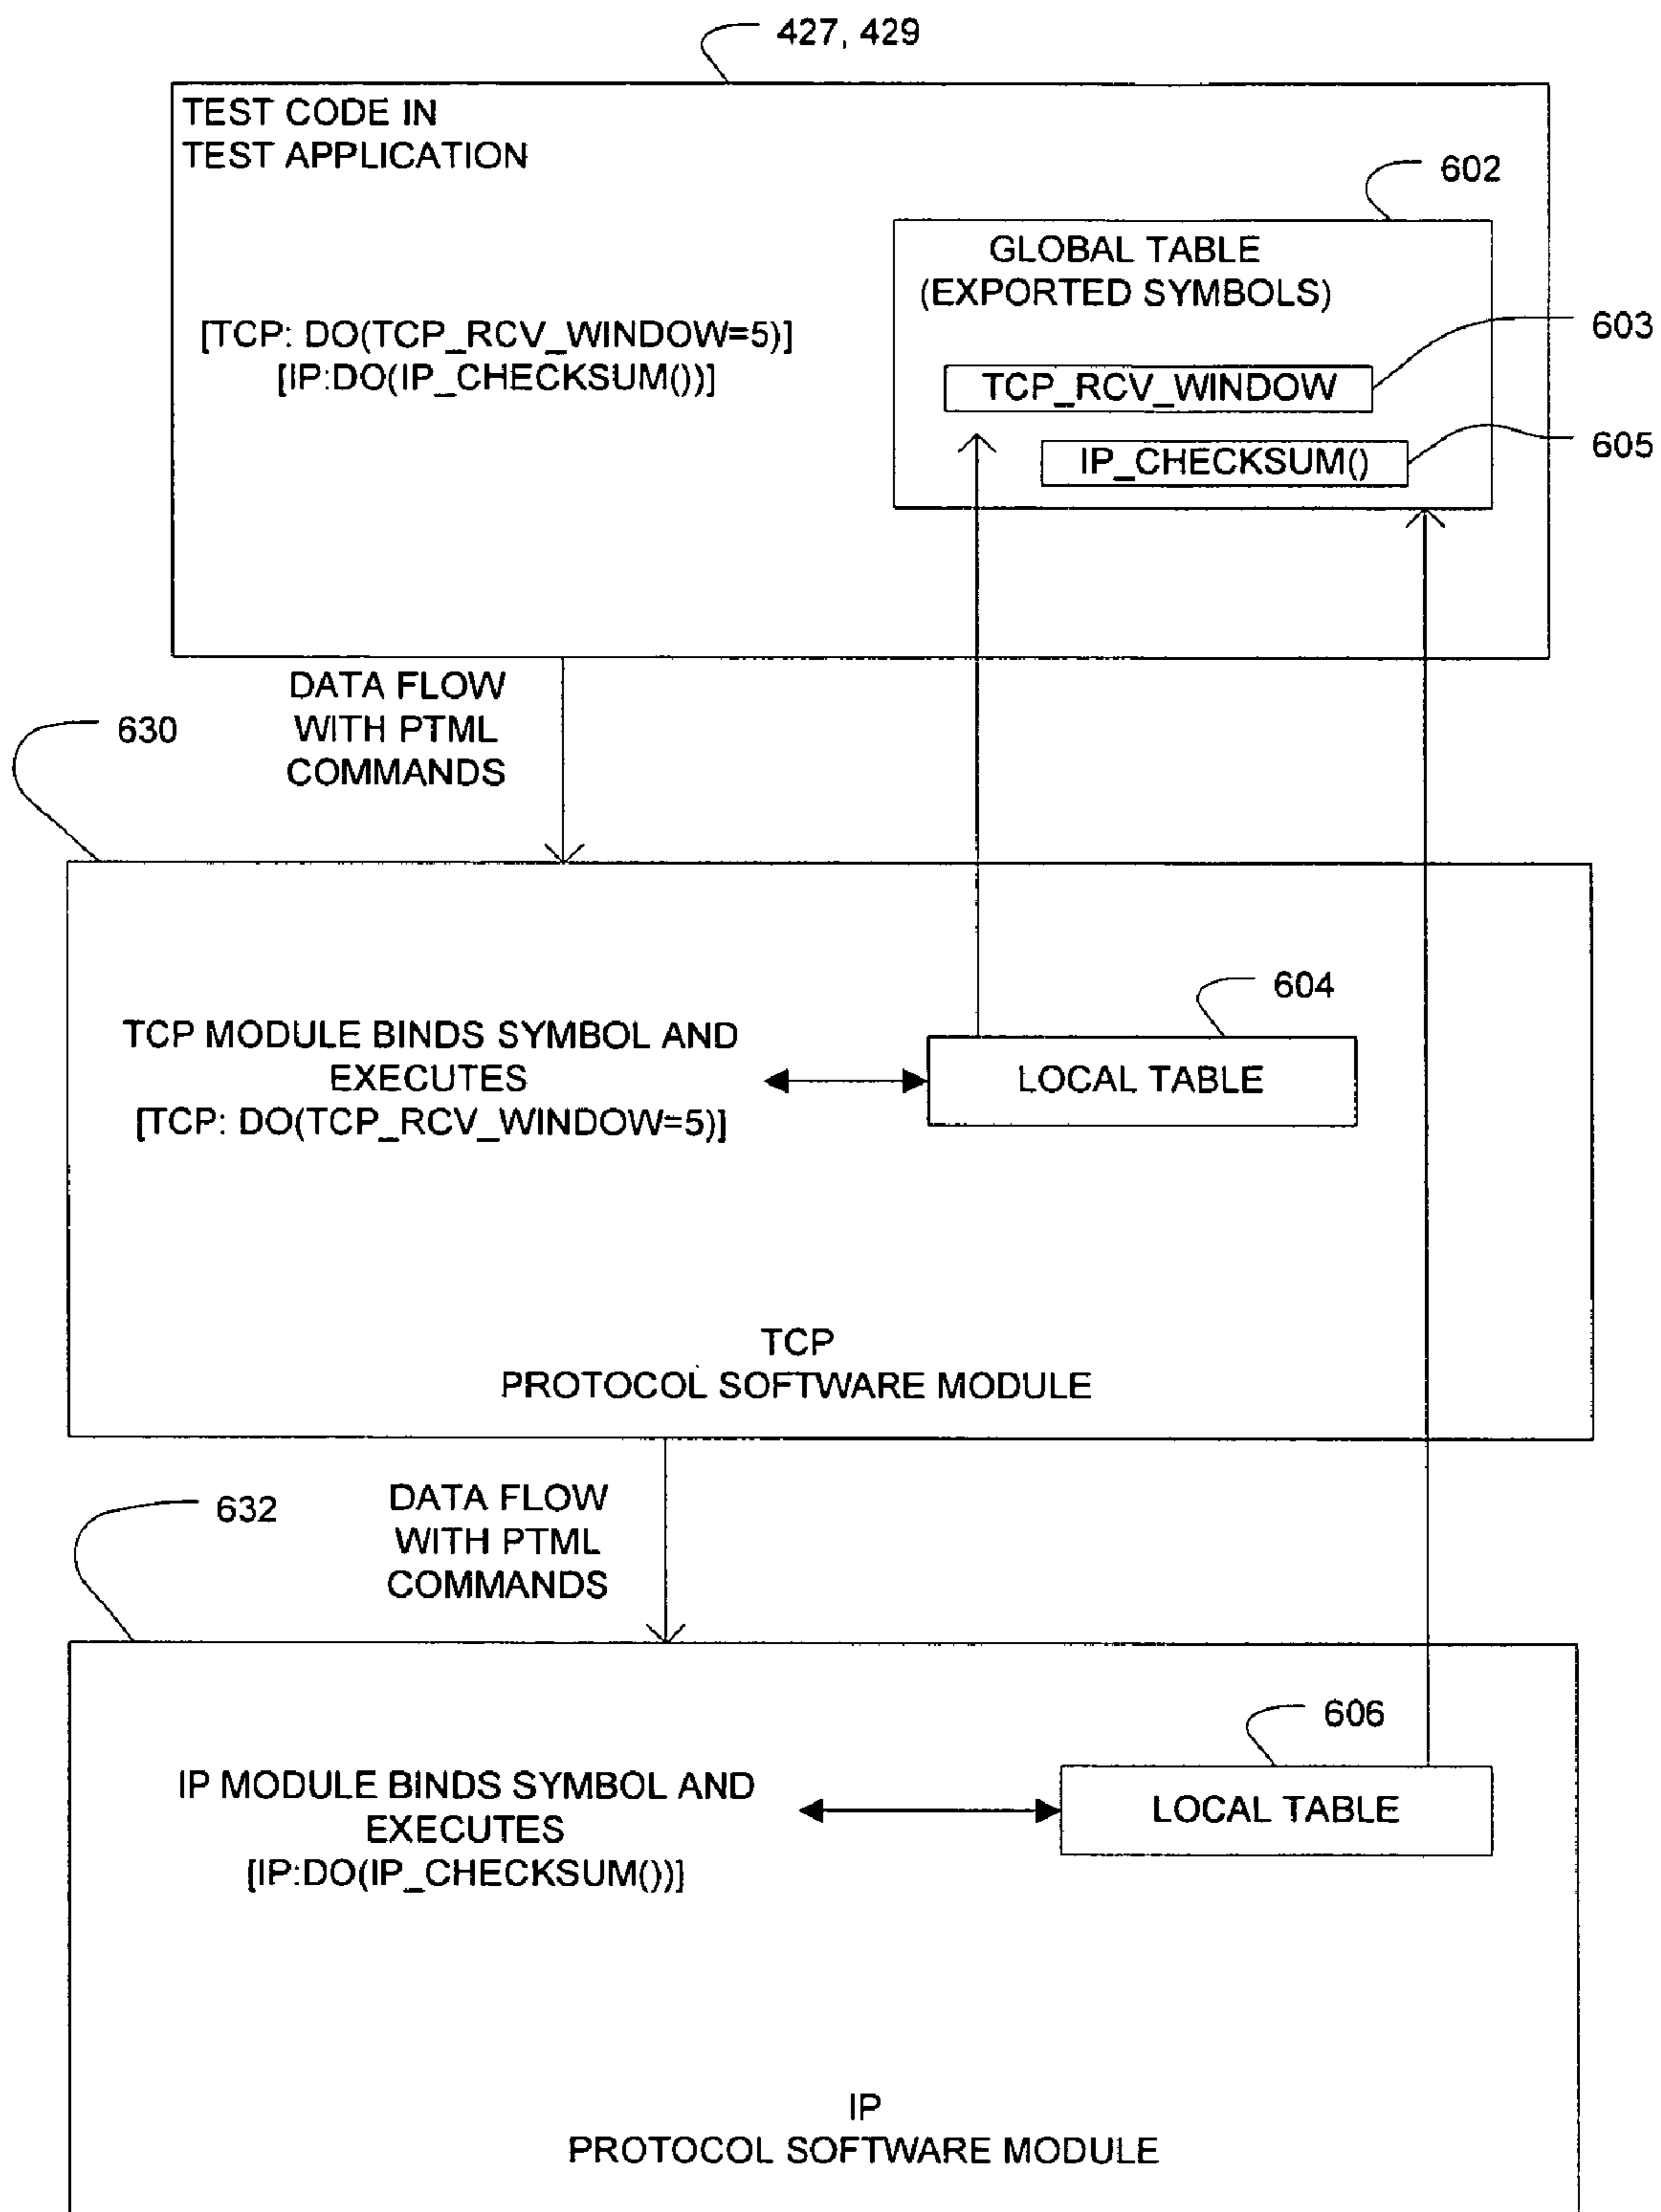 427, 429
TEST CODE IN
TEST APPLICATION
602
GLOBAL TABLE
(EXPORTED SYMBOLS)
603
[TCP: DO(TCP_RCV_WINDOW=5)]
[IP:DO(IP_CHECKSUM())]
TCP_RCV_WINDOW
605
IP_CHECKSUM()
DATA FLOW
WITH PTML
COMMANDS
630
604
TCP MODULE BINDS SYMBOL AND
EXECUTES
[TCP: DO(TCP_RCV_WINDOW=5)]
LOCAL TABLE
TCP
PROTOCOL SOFTWARE MODULE
632
DATA FLOW
WITH PTML
COMMANDS
606
IP MODULE BINDS SYMBOL AND
EXECUTES
[IP:DO(IP_CHECKSUM())]
LOCAL TABLE
IP
PROTOCOL SOFTWARE MODULE